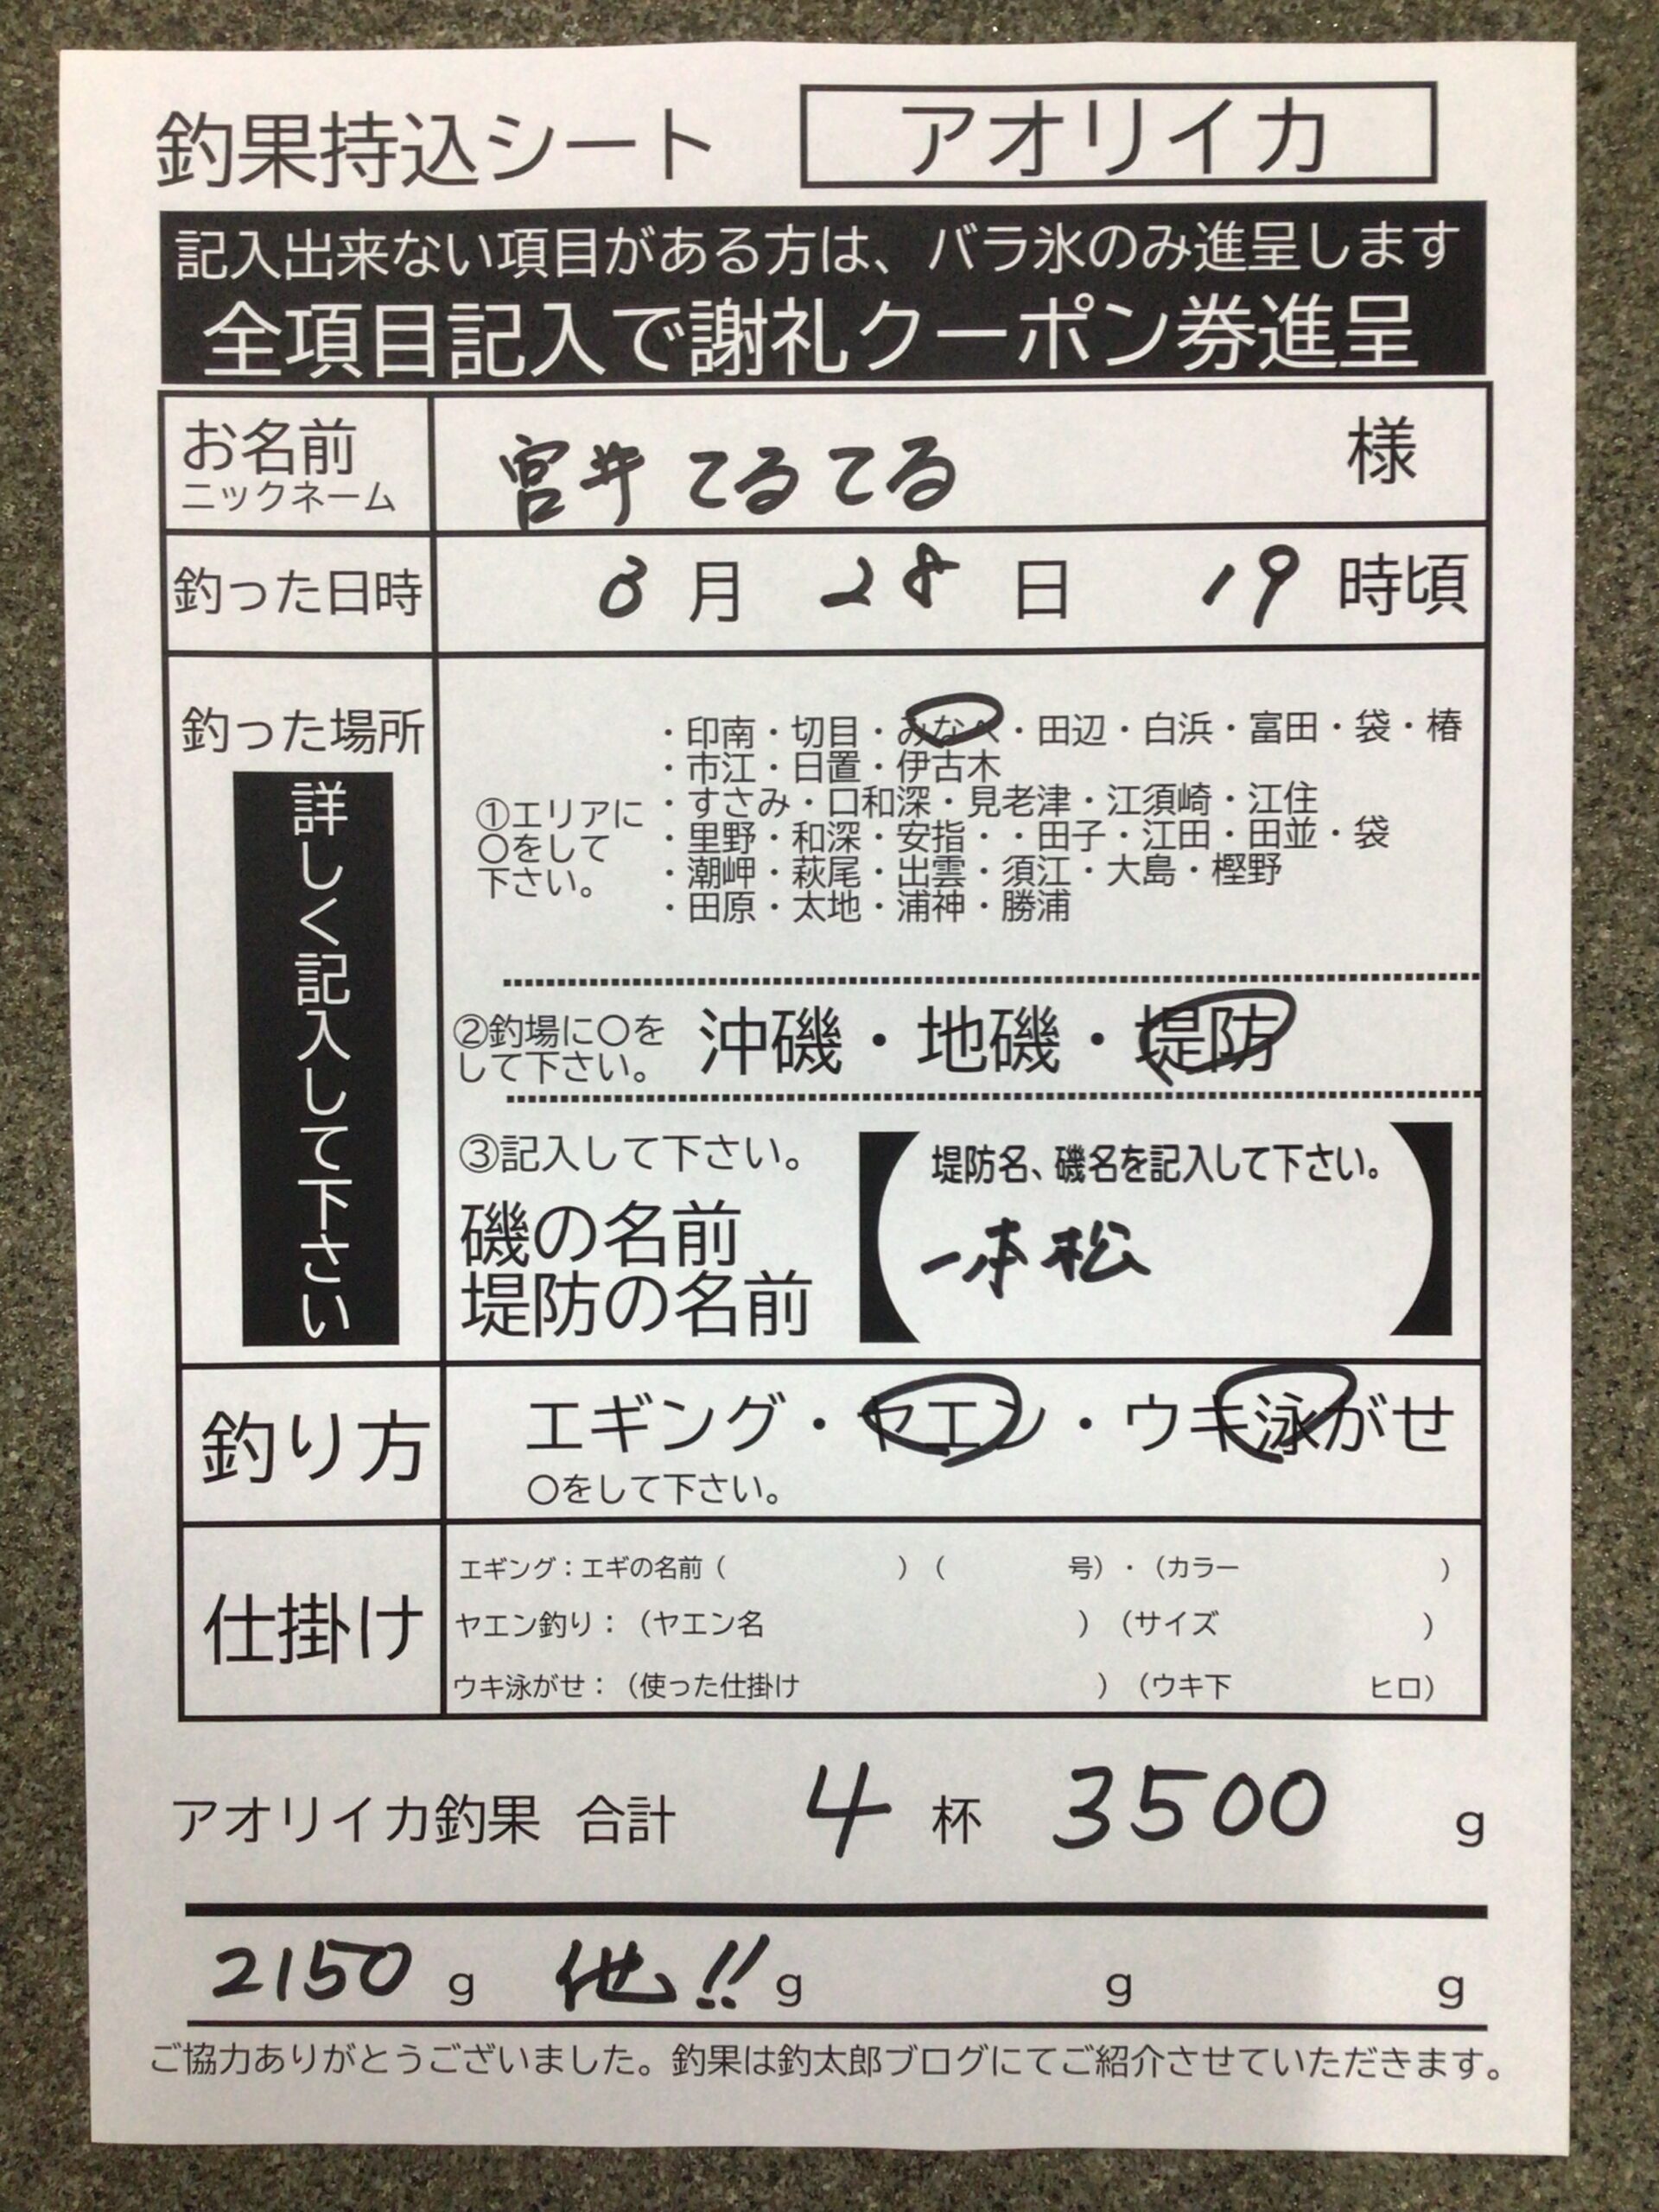 釣果持込シート アオリイカ
記入出来ない項目がある方は、バラ氷のみ進呈します
全項目記入で謝礼クーポン券進呈
お名前 宮井 てるてる 様
ニックネーム
釣った日時 3月 28日 19時頃
釣った場所
詳しく記入して下さい
①エリアに
〇をして
下さい。
・印南・切目・みなべ・田辺・白浜・富田・袋・椿
・市江・日置・伊古木
・すさみ・口和深・見老津・江須崎・江住
・里野・和深・安指・・田子・江田・田並・袋
・潮岬・萩尾・出雲・須江・大島・樫野
・田原・太地・浦神・勝浦
②釣場に〇を
して下さい。
沖磯・地磯・堤防
③記入して下さい。
磯の名前
堤防の名前
【堤防名、磯名を記入して下さい。
一本松】
釣り方 エギング・ヤエン・ウキ泳がせ
〇をして下さい。
仕掛け
エギング：エギの名前（ ）（ 号）・（カラー ）
ヤエン釣り：（ヤエン名 ）（サイズ ）
ウキ泳がせ：（使った仕掛け ）（ウキ下 ヒロ）
アオリイカ釣果 合計 4杯 3500 g
2150 g 他!! g g g
ご協力ありがとうございました。釣果は釣太郎ブログにてご紹介させていただきます。